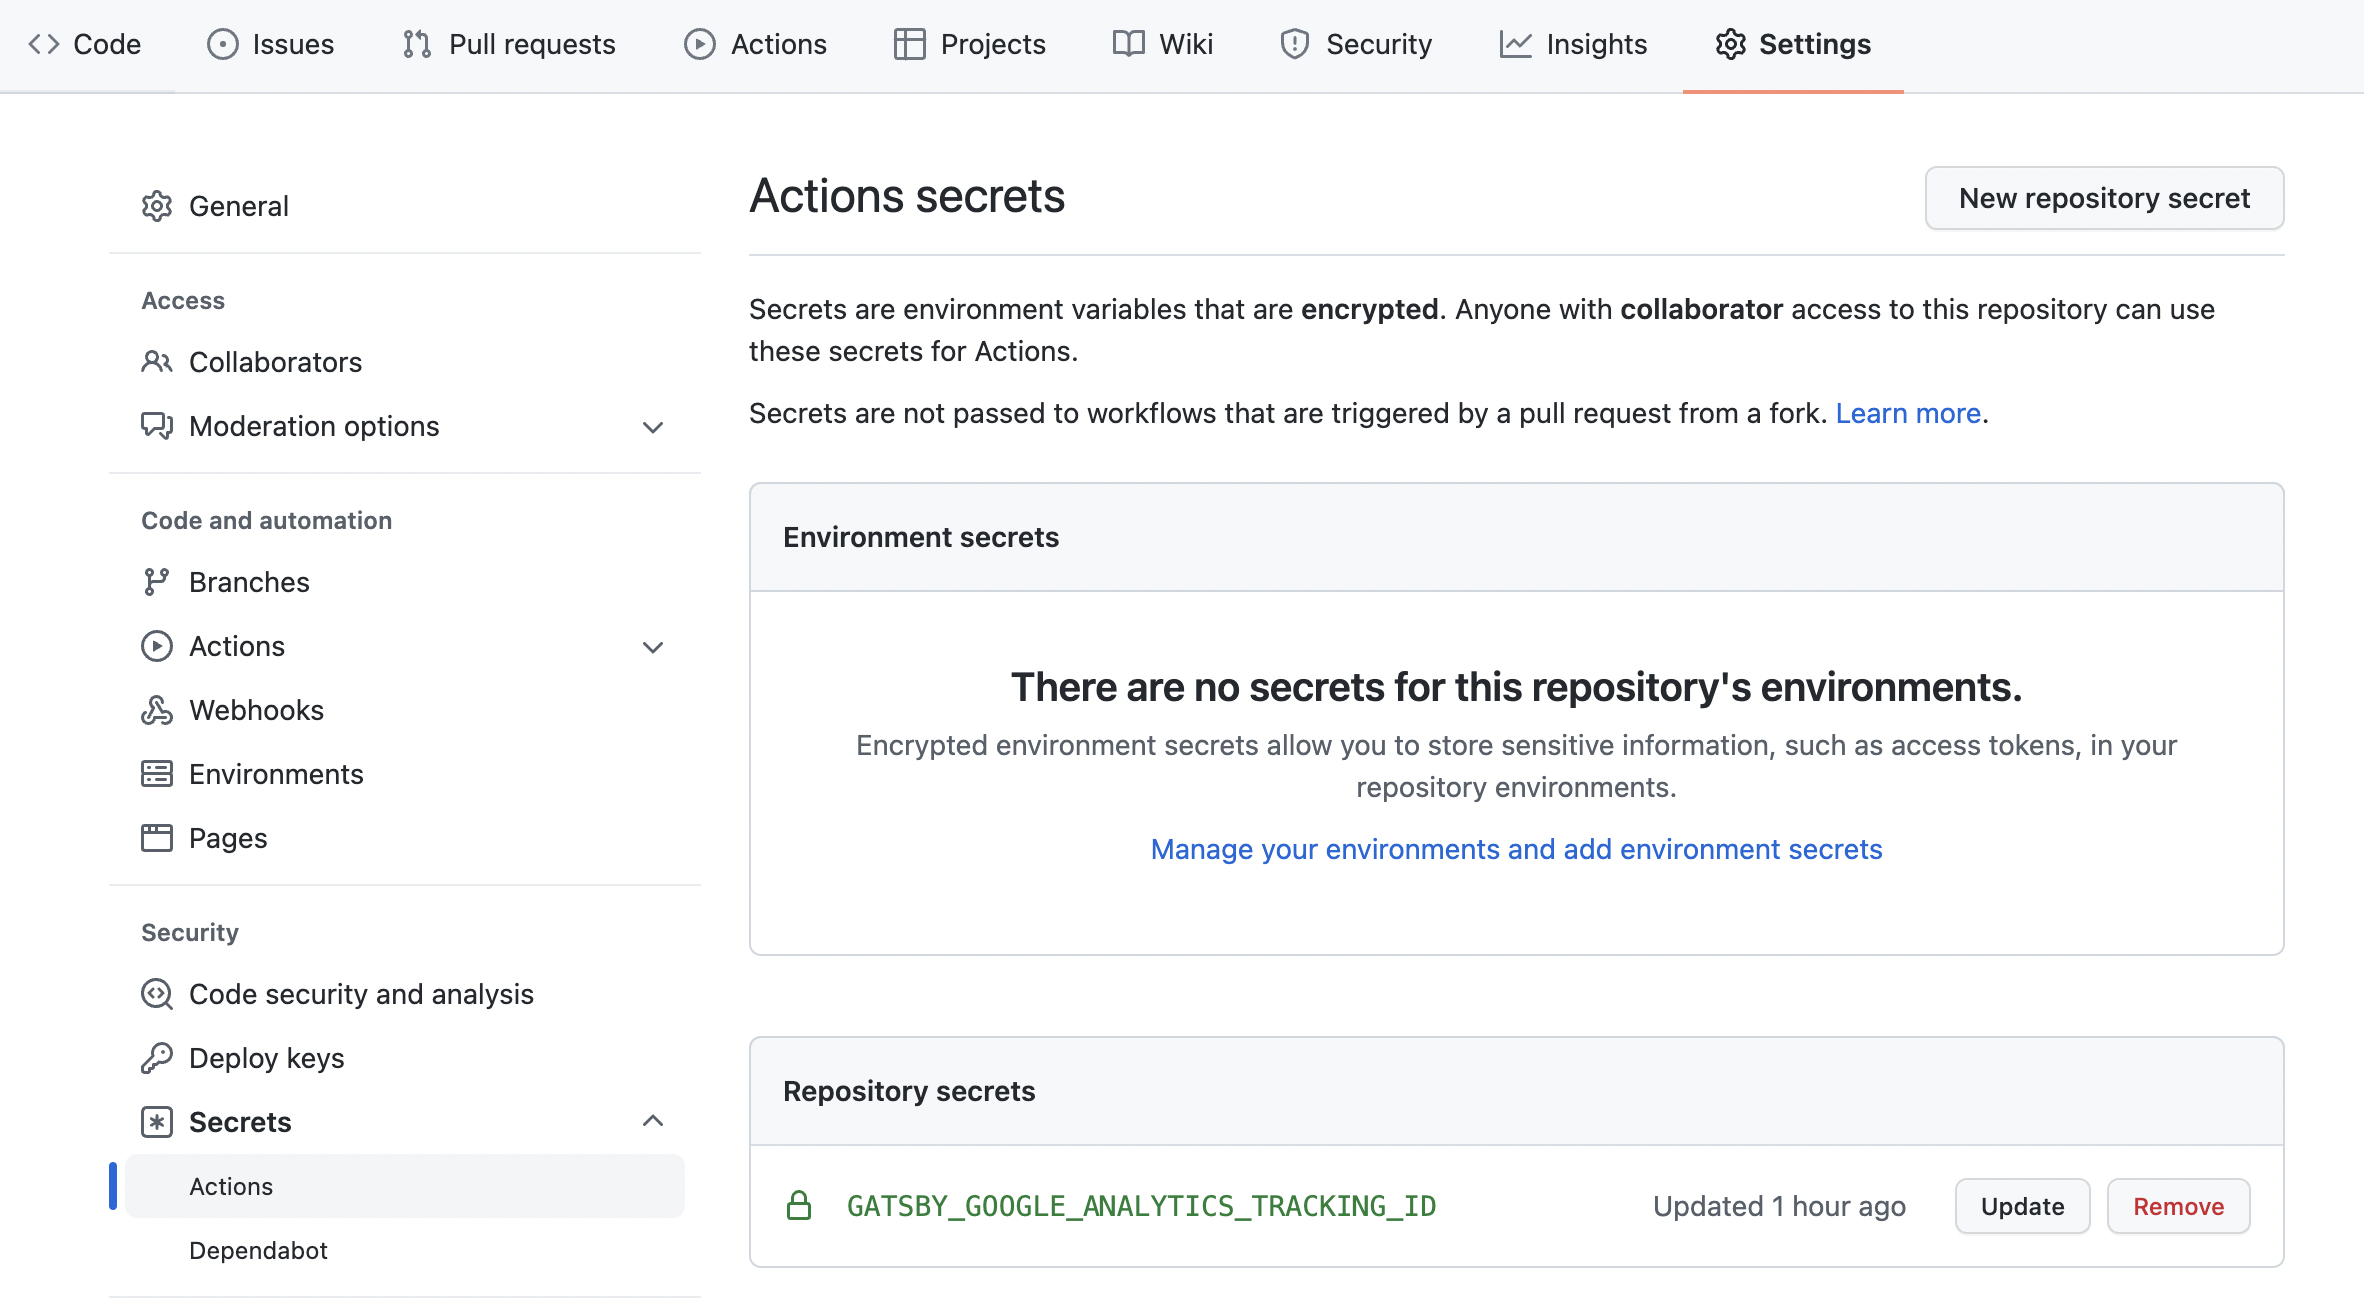 Code Issues Pull requests Actions Projects Wiki Security Insights Settings
General
Access
Collaborators
Moderation options
Code and automation
Branches
Actions
Webhooks
Environments
Pages
Security
Code security and analysis
Deploy keys
Secrets
Actions
Dependabot
Actions secrets
New repository secret
Secrets are environment variables that are encrypted. Anyone with collaborator access to this repository can use
these secrets for Actions.
Secrets are not passed to workflows that are triggered by a pull request from a fork. Learn more.
Environment secrets
There are no secrets for this repository's environments.
Encrypted environment secrets allow you to store sensitive information, such as access tokens, in your
repository environments.
Manage your environments and add environment secrets
Repository secrets
GATSBY_GOOGLE_ANALYTICS_TRACKING_ID Updated 1 hour ago Update Remove